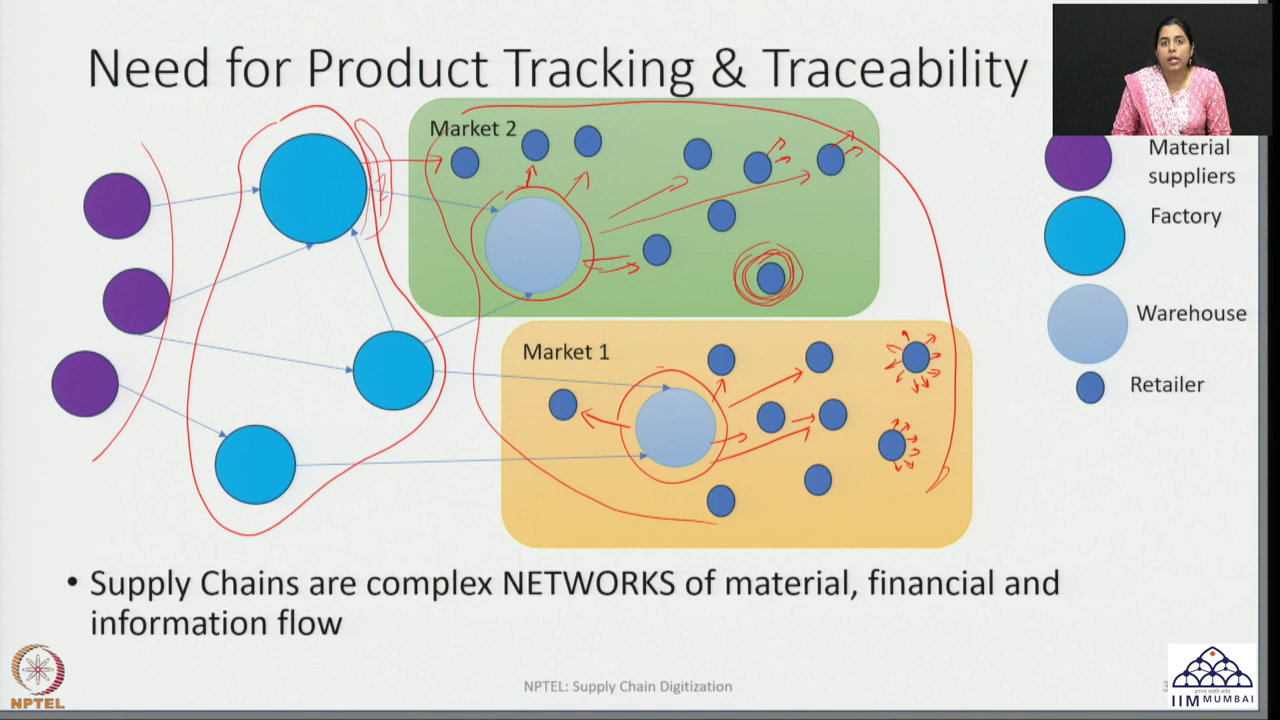 Need for Product Tracking & Traceability
Market 2
Material
suppliers
Factory
Warehouse
Market 1
Retailer
• Supply Chains are complex NETWORKS of material, financial and
information flow
NPTEL
NPTEL: Supply Chain Digitization
IIM MUMBAI